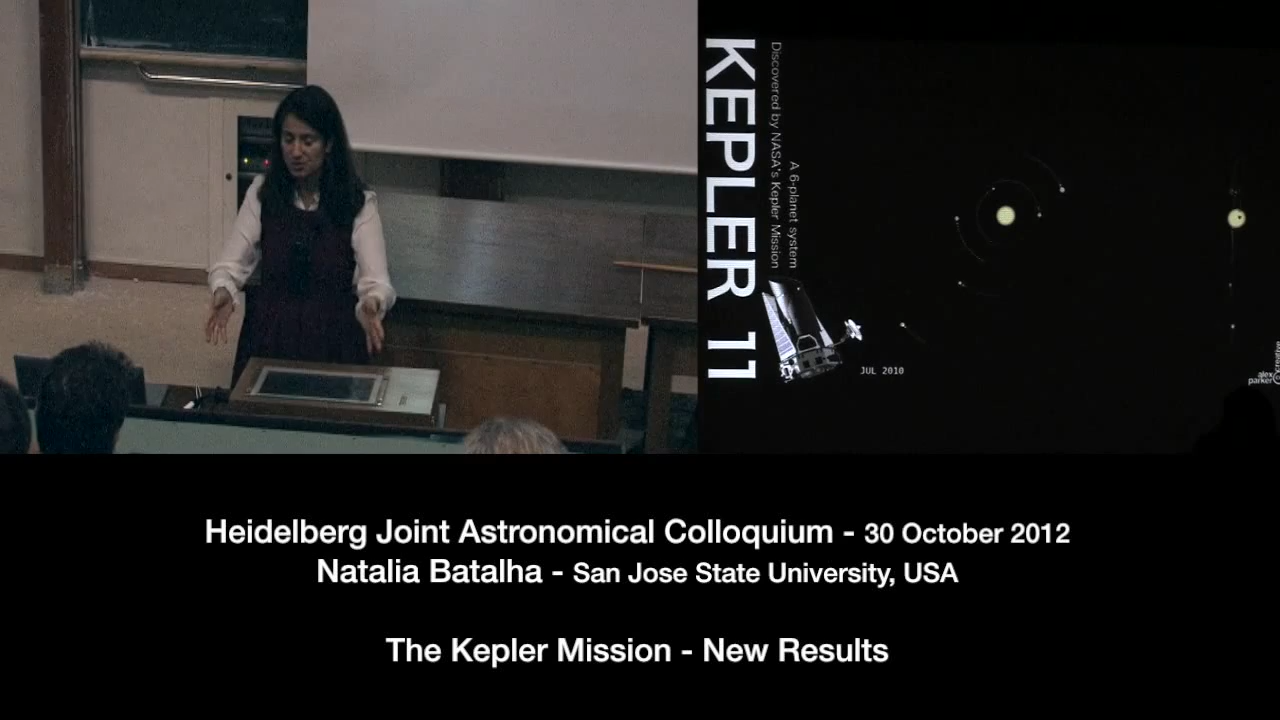 KEPLER 11
Discovered by NASA's Kepler Mission
A 6-planet system
JUL 2010
alex
parker
Heidelberg Joint Astronomical Colloquium - 30 October 2012
Natalia Batalha - San Jose State University, USA
The Kepler Mission - New Results